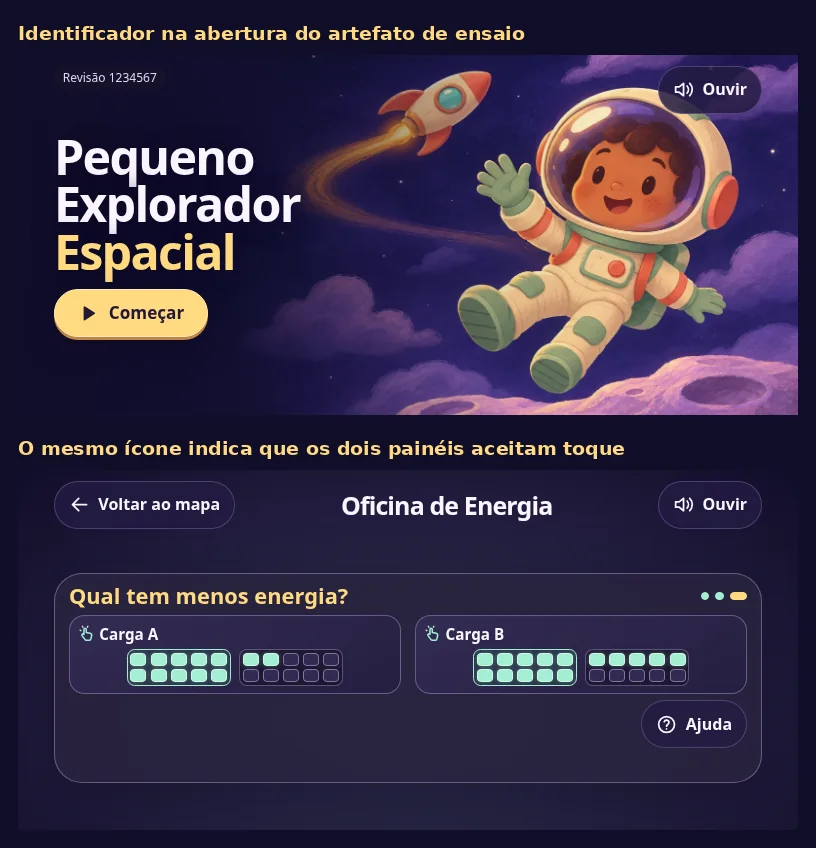 Identificador na abertura do artefato de ensaio
Revisão 1234567
Ouvir
Pequeno
Explorador
Espacial
Começar
O mesmo ícone indica que os dois painéis aceitam toque
Voltar ao mapa
Oficina de Energia
Ouvir
Qual tem menos energia?
Carga A
Carga B
Ajuda